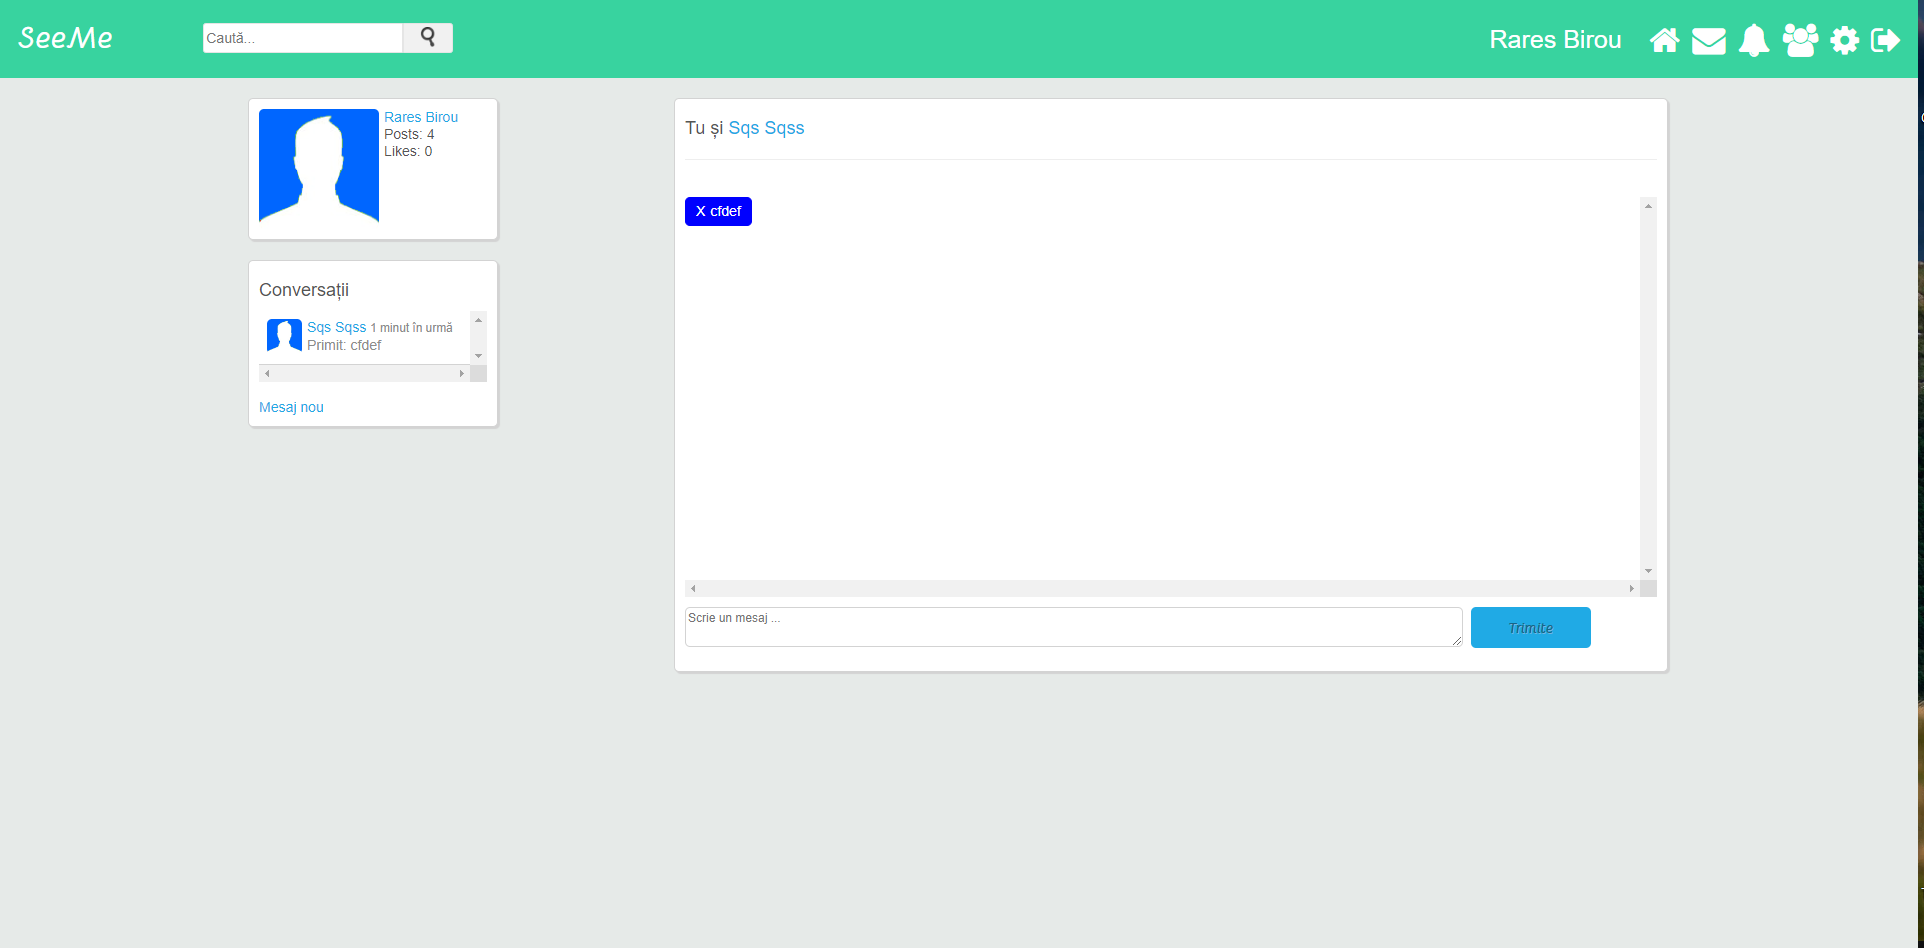 SeeMe
Caută...
Rares Birou
Rares Birou
Posts: 4
Likes: 0
Conversații
Sqs Sqss 1 minut în urmă
Primit: cfdef
Mesaj nou
Tu și Sqs Sqss
X cfdef
Scrie un mesaj ...
Trimite